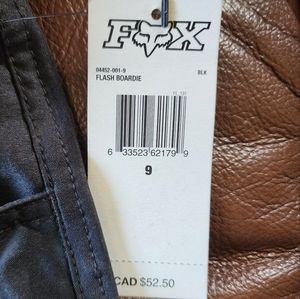 FOX
04452-001-9 BLK
FLASH BOARDIE
6 33523 62179 9
9
CAD $52.50